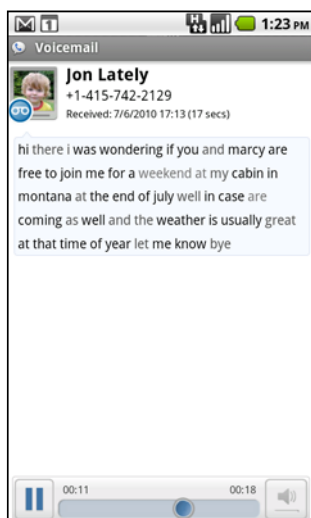 1
H
1:23 PM
Voicemail
Jon Lately
+1-415-742-2129
Received: 7/6/2010 17:13 (17 secs)
hi there i was wondering if you and marcy are
free to join me for a weekend at my cabin in
montana at the end of july well in case are
coming as well and the weather is usually great
at that time of year let me know bye
00:11 00:18